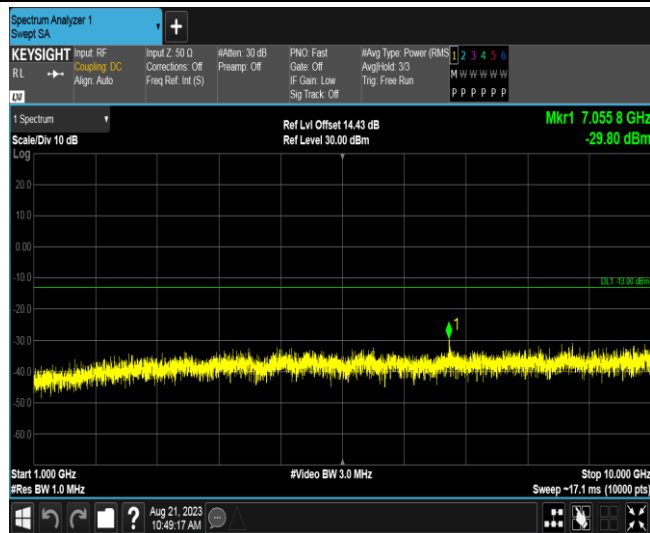 Spectrum Analyzer 1
Swept SA
+
KEYSIGHT
RL
LXI
Input: RF
Coupling: DC
Align: Auto
Input Z: 50 Ω
Corrections: Off
Freq Ref: Int (S)
#Atten: 30 dB
Preamp: Off
PNO: Fast
Gate: Off
IF Gain: Low
Sig Track: Off
#Avg Type: Power (RMS
Avg|Hold: 3/3
Trig: Free Run
1 2 3 4 5 6
M W W W W W
P P P P P P
1 Spectrum
Scale/Div 10 dB
Log
Ref Lvl Offset 14.43 dB
Ref Level 30.00 dBm
Mkr1 7.055 8 GHz
-29.80 dBm
20.0
10.0
0.00
-10.0
DL1 -13.00 dBm
-20.0
1
-30.0
-40.0
-50.0
-60.0
Start 1.000 GHz
#Res BW 1.0 MHz
#Video BW 3.0 MHz
Stop 10.000 GHz
Sweep ~17.1 ms (10000 pts)
?
Aug 21, 2023
10:49:17 AM